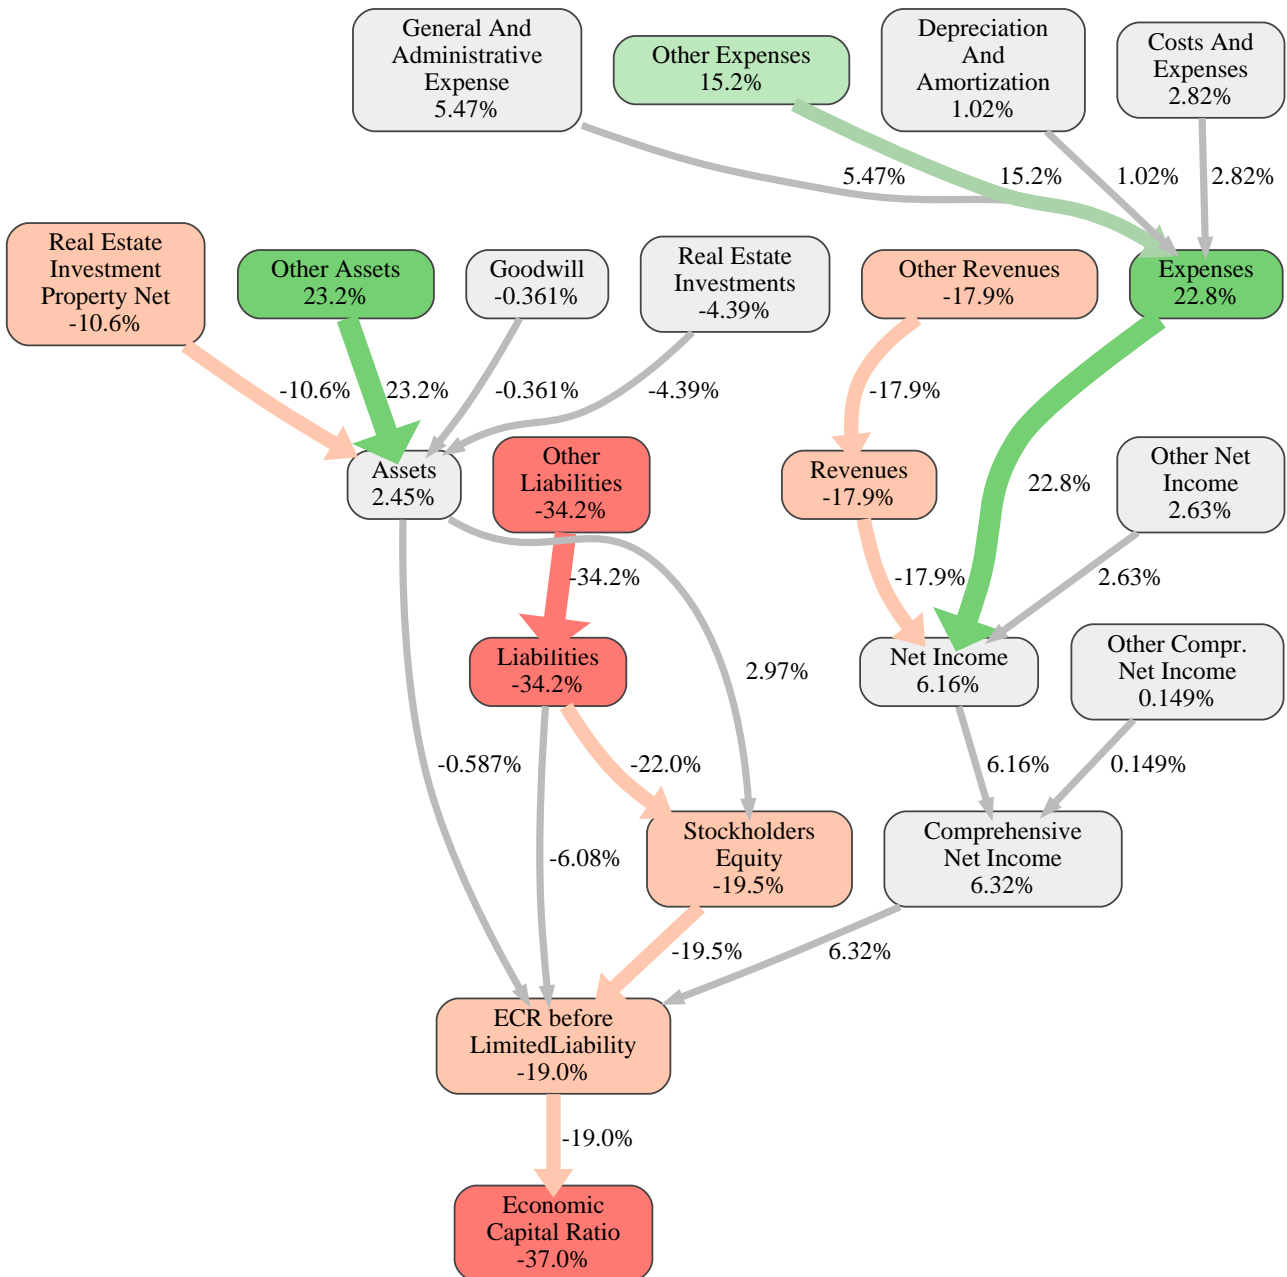 General And
Administrative
Expense
5.47%
Other Expenses
15.2%
Depreciation
And
Amortization
1.02%
Costs And
Expenses
2.82%
5.47%
15.2%
1.02%
2.82%
Real Estate
Investment
Property Net
-10.6%
Other Assets
23.2%
Goodwill
-0.361%
Real Estate
Investments
-4.39%
Other Revenues
-17.9%
Expenses
22.8%
-10.6%
23.2%
-0.361%
-4.39%
-17.9%
22.8%
Assets
2.45%
Other
Liabilities
-34.2%
Revenues
-17.9%
Other Net
Income
2.63%
-34.2%
-17.9%
2.63%
Liabilities
-34.2%
2.97%
Net Income
6.16%
Other Compr.
Net Income
0.149%
-0.587%
-22.0%
6.16%
0.149%
-6.08%
Stockholders
Equity
-19.5%
Comprehensive
Net Income
6.32%
-19.5%
6.32%
ECR before
LimitedLiability
-19.0%
-19.0%
Economic
Capital Ratio
-37.0%